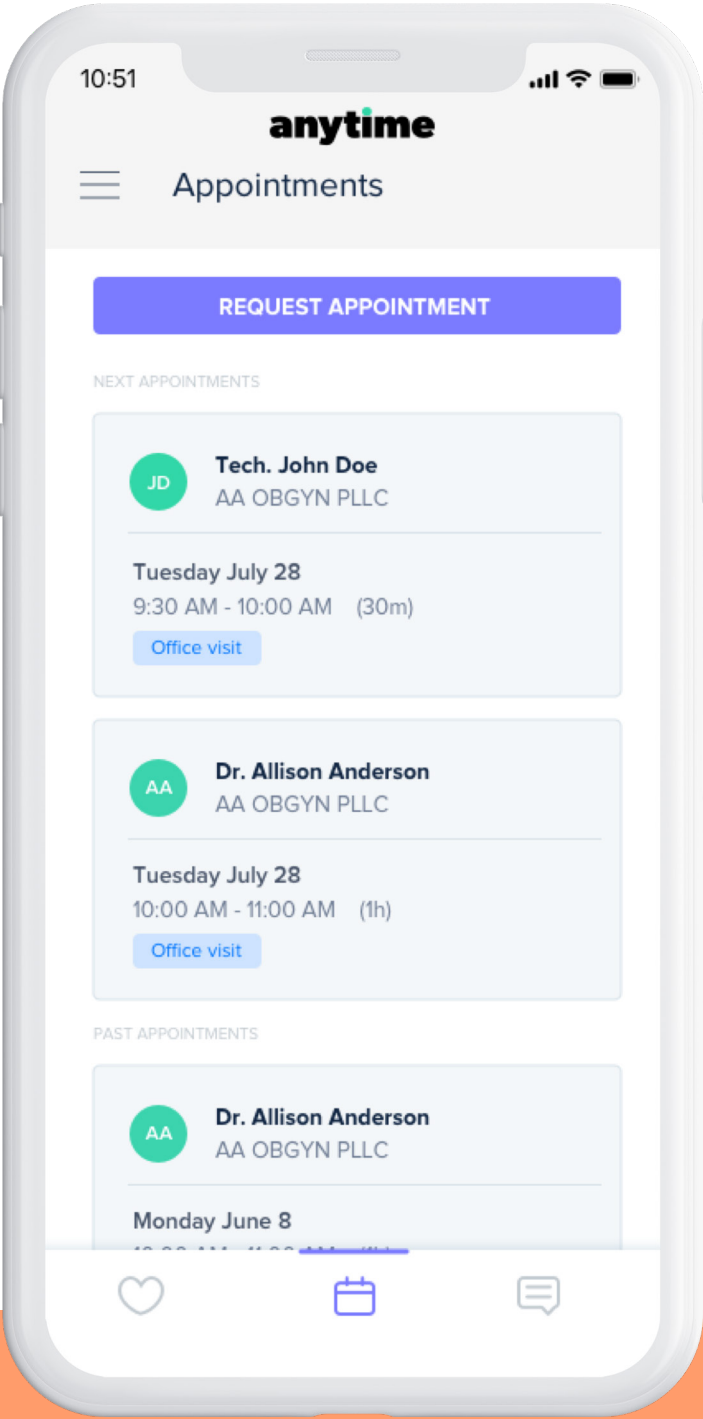 10:51
anytime
Appointments
REQUEST APPOINTMENT
NEXT APPOINTMENTS
JD
Tech. John Doe
AA OBGYN PLLC
Tuesday July 28
9:30 AM - 10:00 AM (30m)
Office visit
AA
Dr. Allison Anderson
AA OBGYN PLLC
Tuesday July 28
10:00 AM - 11:00 AM (1h)
Office visit
PAST APPOINTMENTS
AA
Dr. Allison Anderson
AA OBGYN PLLC
Monday June 8